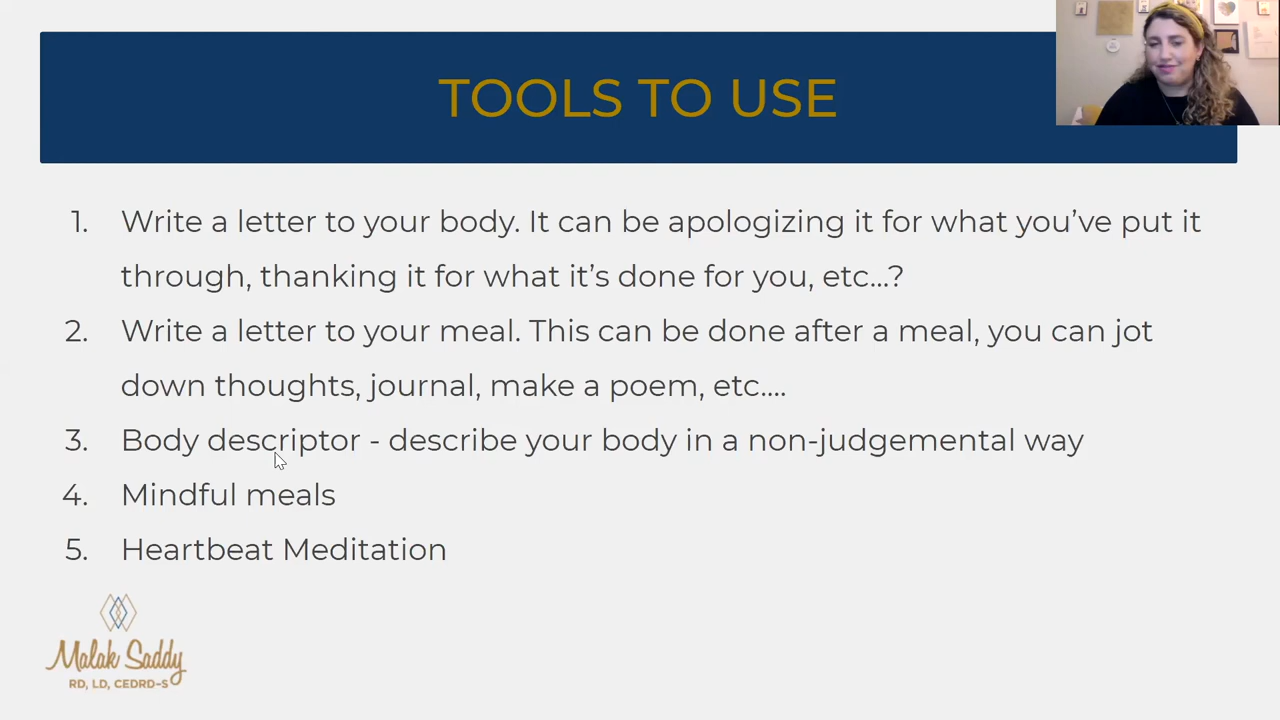 TOOLS TO USE
1. Write a letter to your body. It can be apologizing it for what you’ve put it
through, thanking it for what it’s done for you, etc...?
2. Write a letter to your meal. This can be done after a meal, you can jot
down thoughts, journal, make a poem, etc....
3. Body descriptor - describe your body in a non-judgemental way
4. Mindful meals
5. Heartbeat Meditation
Malak Saddy
RD, LD, CEDRD-S